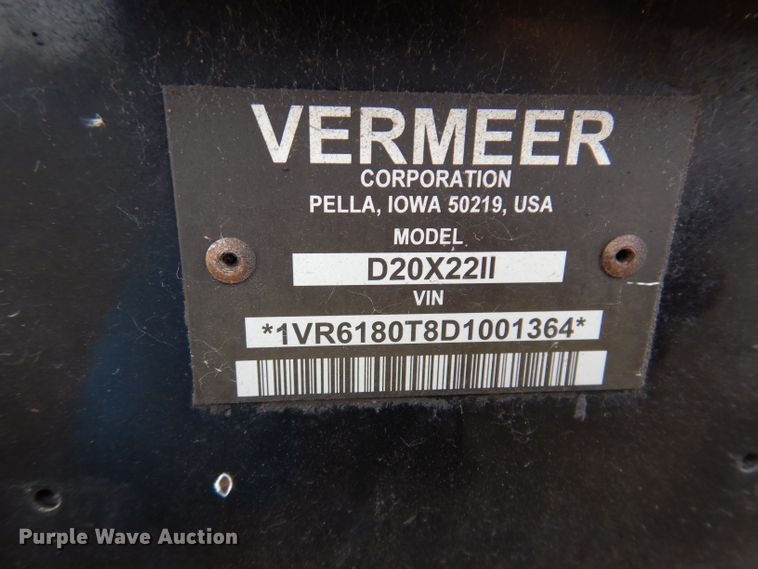 VERMEER
CORPORATION
PELLA, IOWA 50219, USA
MODEL
D20X22II
VIN
*1VR6180T8D1001364*
Purple Wave Auction